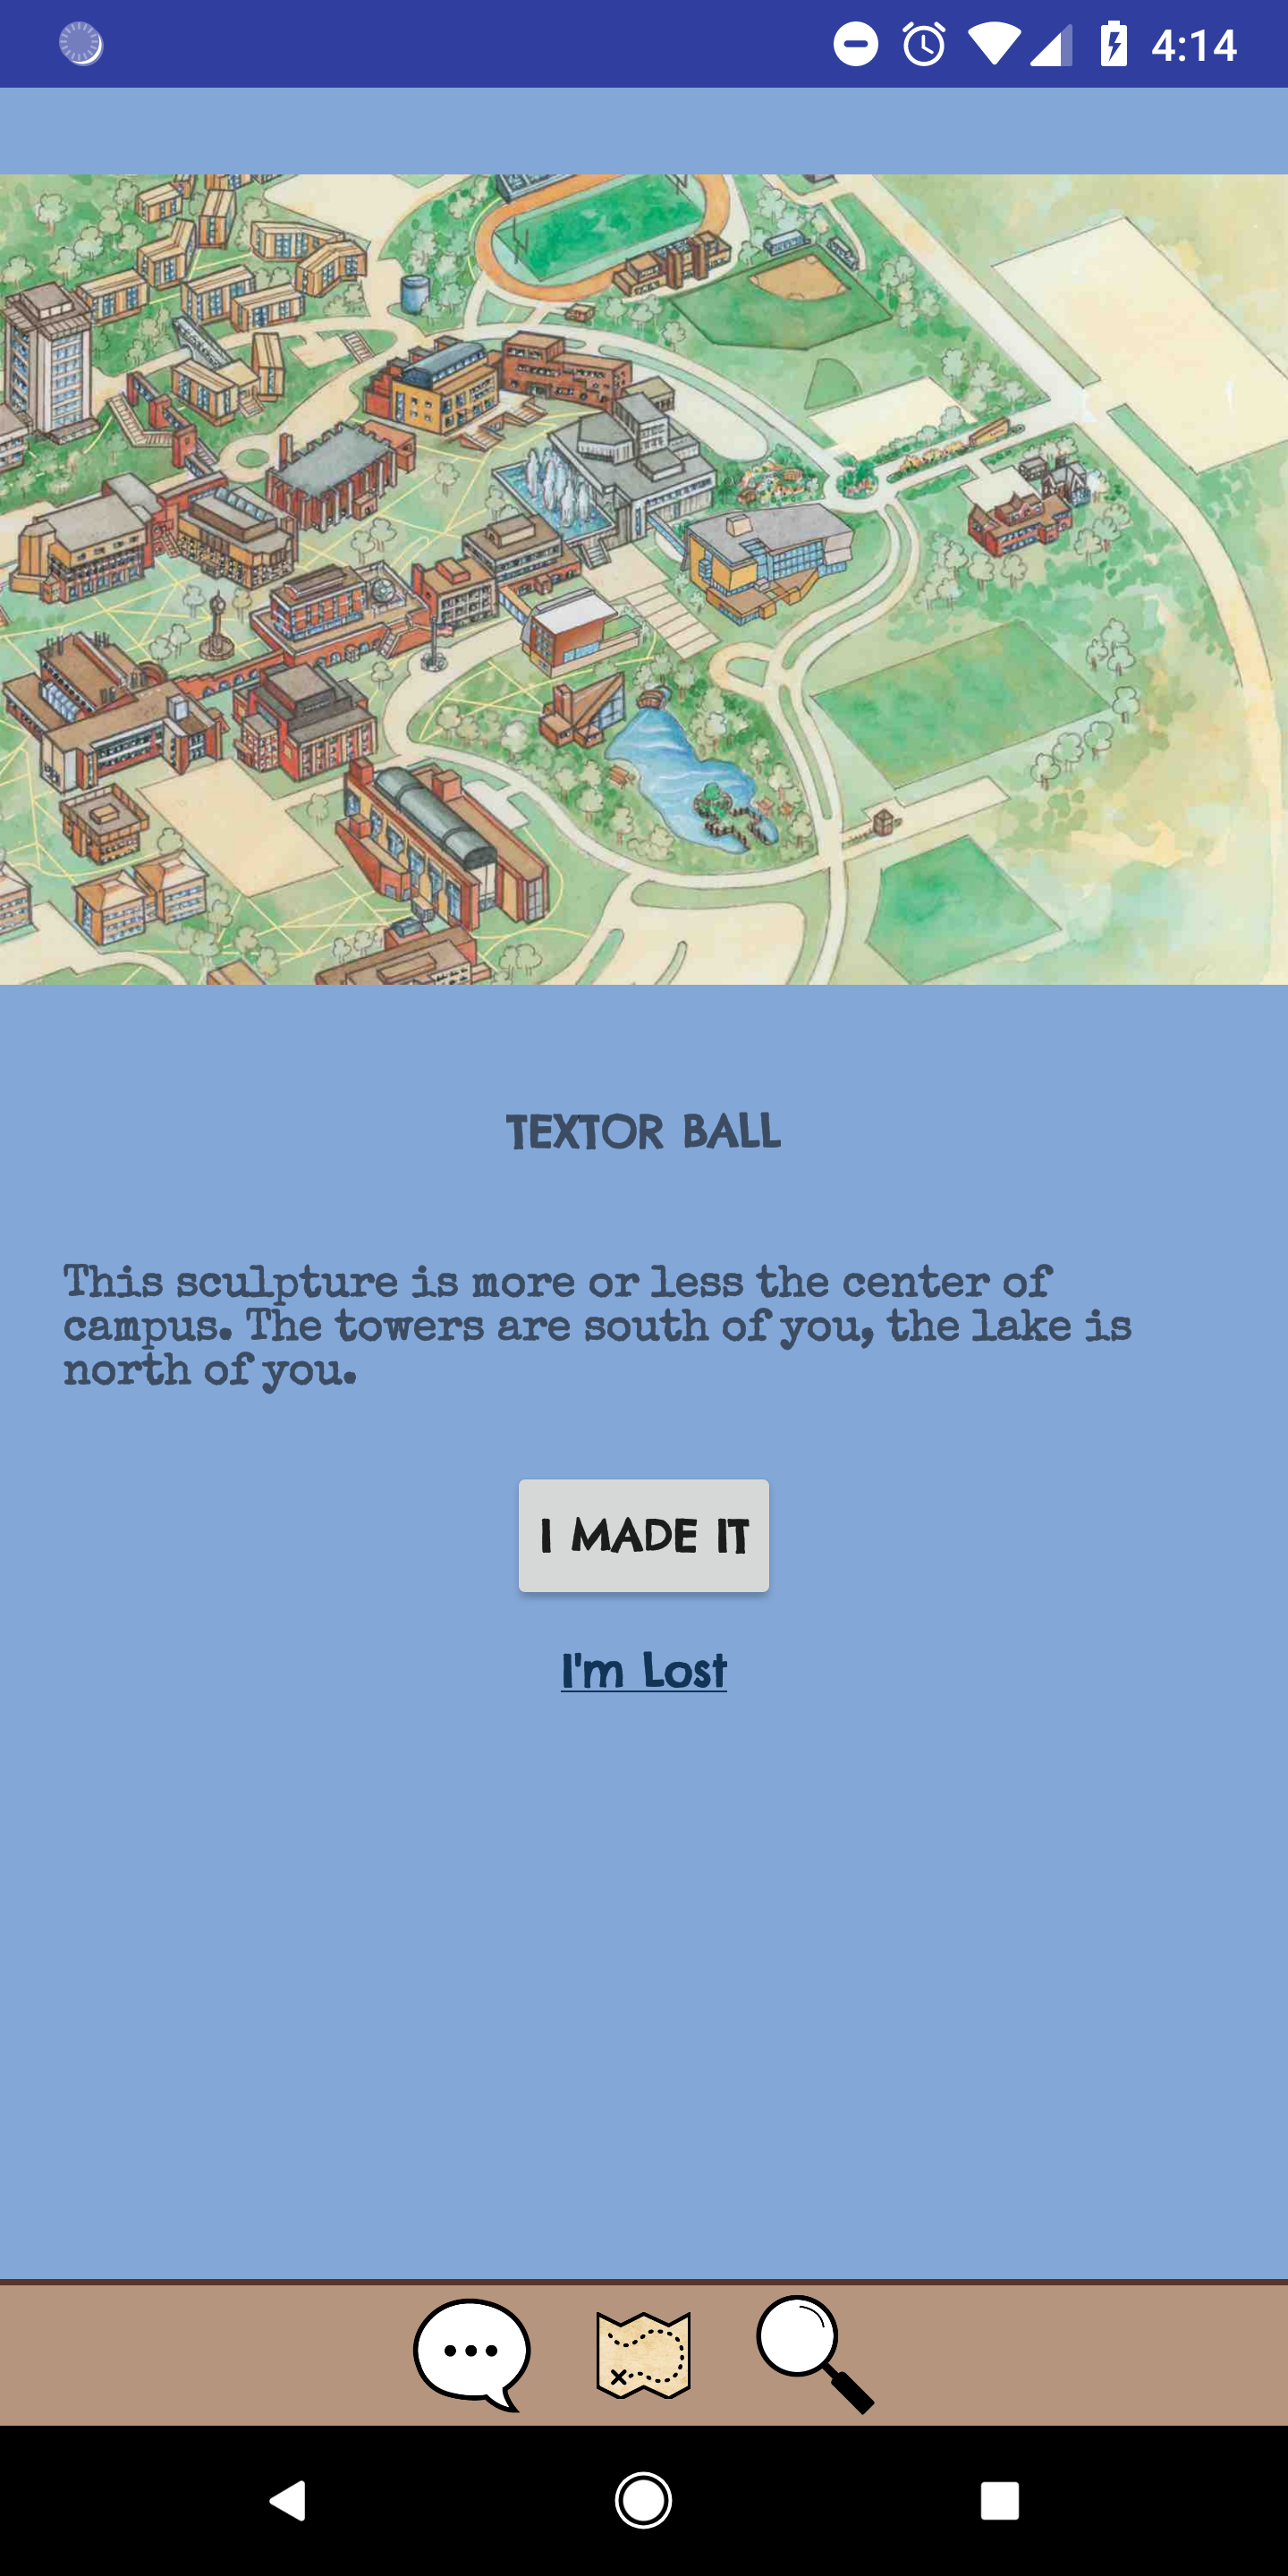 4:14
TEXTOR BALL
This sculpture is more or less the center of
campus. The towers are south of you, the lake is
north of you.
I MADE IT
I'm Lost